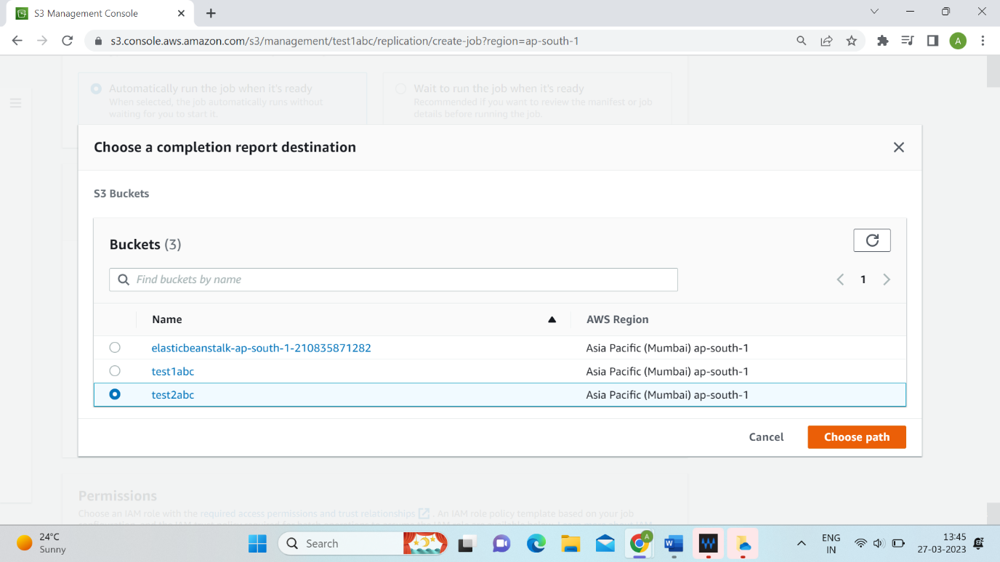 S3 Management Console
s3.console.aws.amazon.com/s3/management/test1abc/replication/create-job?region=ap-south-1
A
Automatically run the job when it's ready
When selected, the job automatically runs without
waiting for you to start it.
Wait to run the job when it's ready
Recommended if you want to review the manifest or job
details before running the job.
Choose a completion report destination
S3 Buckets
Buckets (3)
Find buckets by name
1
Name
AWS Region
elasticbeanstalk-ap-south-1-210835871282
Asia Pacific (Mumbai) ap-south-1
test1abc
Asia Pacific (Mumbai) ap-south-1
test2abc
Asia Pacific (Mumbai) ap-south-1
Cancel
Choose path
Permissions
Choose an IAM role with the required access permissions and trust relationships. An IAM role policy template based on your job
24°C
Sunny
Search
A
W
ENG
IN
13:45
27-03-2023